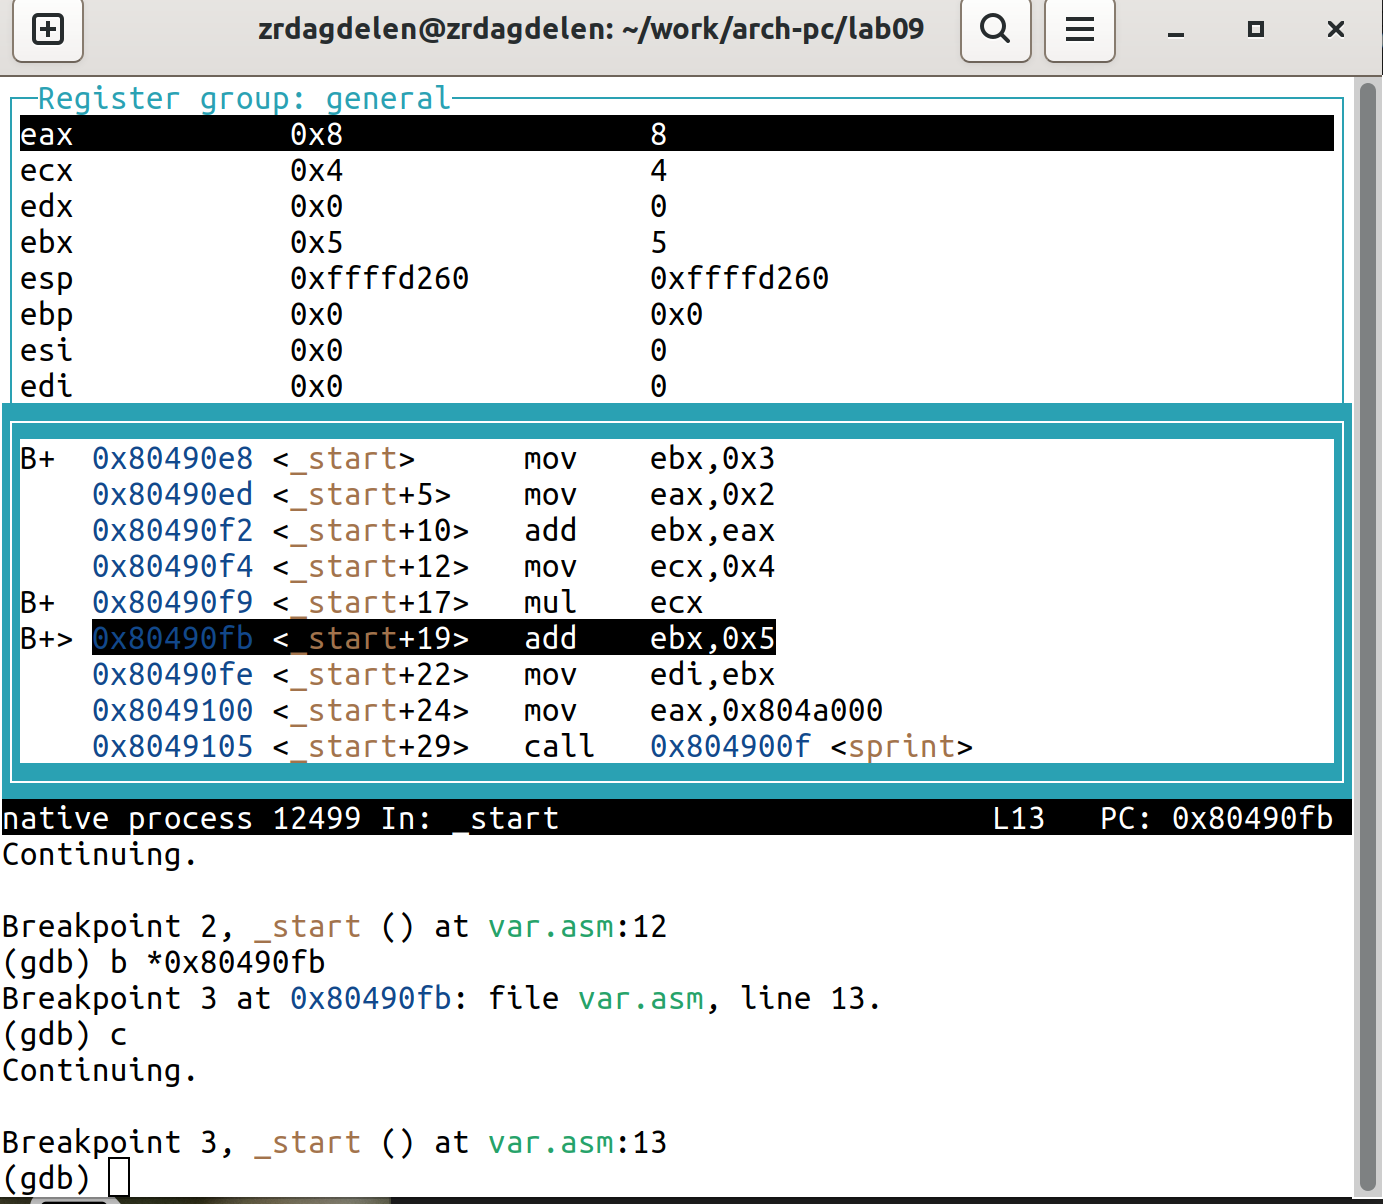 zrdagdelen@zrdagdelen: ~/work/arch-pc/lab09
Register group: general
eax 0x8 8
ecx 0x4 4
edx 0x0 0
ebx 0x5 5
esp 0xffffd260 0xffffd260
ebp 0x0 0x0
esi 0x0 0
edi 0x0 0
B+ 0x80490e8 <_start> mov ebx,0x3
0x80490ed <_start+5> mov eax,0x2
0x80490f2 <_start+10> add ebx,eax
0x80490f4 <_start+12> mov ecx,0x4
B+ 0x80490f9 <_start+17> mul ecx
B+> 0x80490fb <_start+19> add ebx,0x5
0x80490fe <_start+22> mov edi,ebx
0x8049100 <_start+24> mov eax,0x804a000
0x8049105 <_start+29> call 0x804900f <sprint>
native process 12499 In: _start L13 PC: 0x80490fb
Continuing.
Breakpoint 2, _start () at var.asm:12
(gdb) b *0x80490fb
Breakpoint 3 at 0x80490fb: file var.asm, line 13.
(gdb) c
Continuing.
Breakpoint 3, _start () at var.asm:13
(gdb)